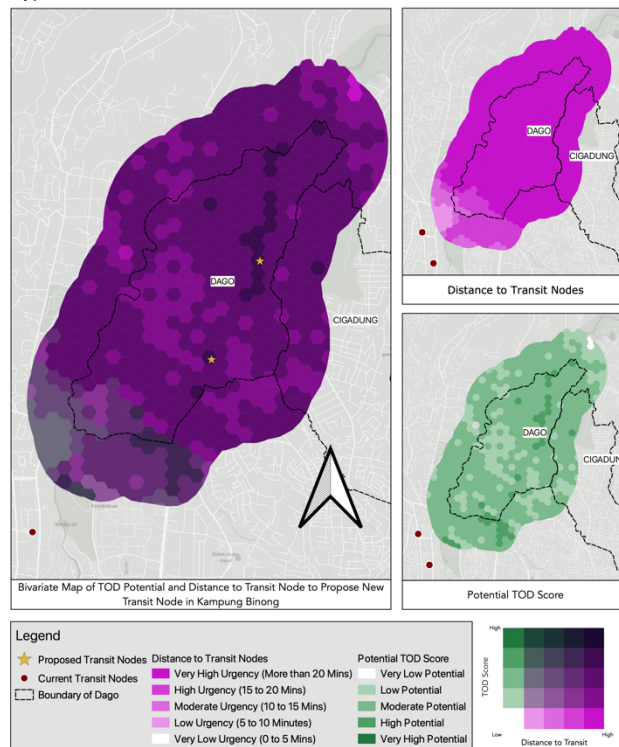 DAGO
CIGADUNG
Bivariate Map of TOD Potential and Distance to Transit Node to Propose New
Transit Node in Kampung Binong
DAGO
CIGADUNG
Distance to Transit Nodes
DAGO
CIGADUN
Potential TOD Score
Legend
Proposed Transit Nodes
Current Transit Nodes
Boundary of Dago
Distance to Transit Nodes
Very High Urgency (More than 20 Mins)
High Urgency (15 to 20 Mins)
Moderate Urgency (10 to 15 Mins)
Low Urgency (5 to 10 Minutes)
Very Low Urgency (0 to 5 Mins)
Potential TOD Score
Very Low Potential
Low Potential
Moderate Potential
High Potential
Very High Potential
High
TOD Score
Low
High
Distance to Transit